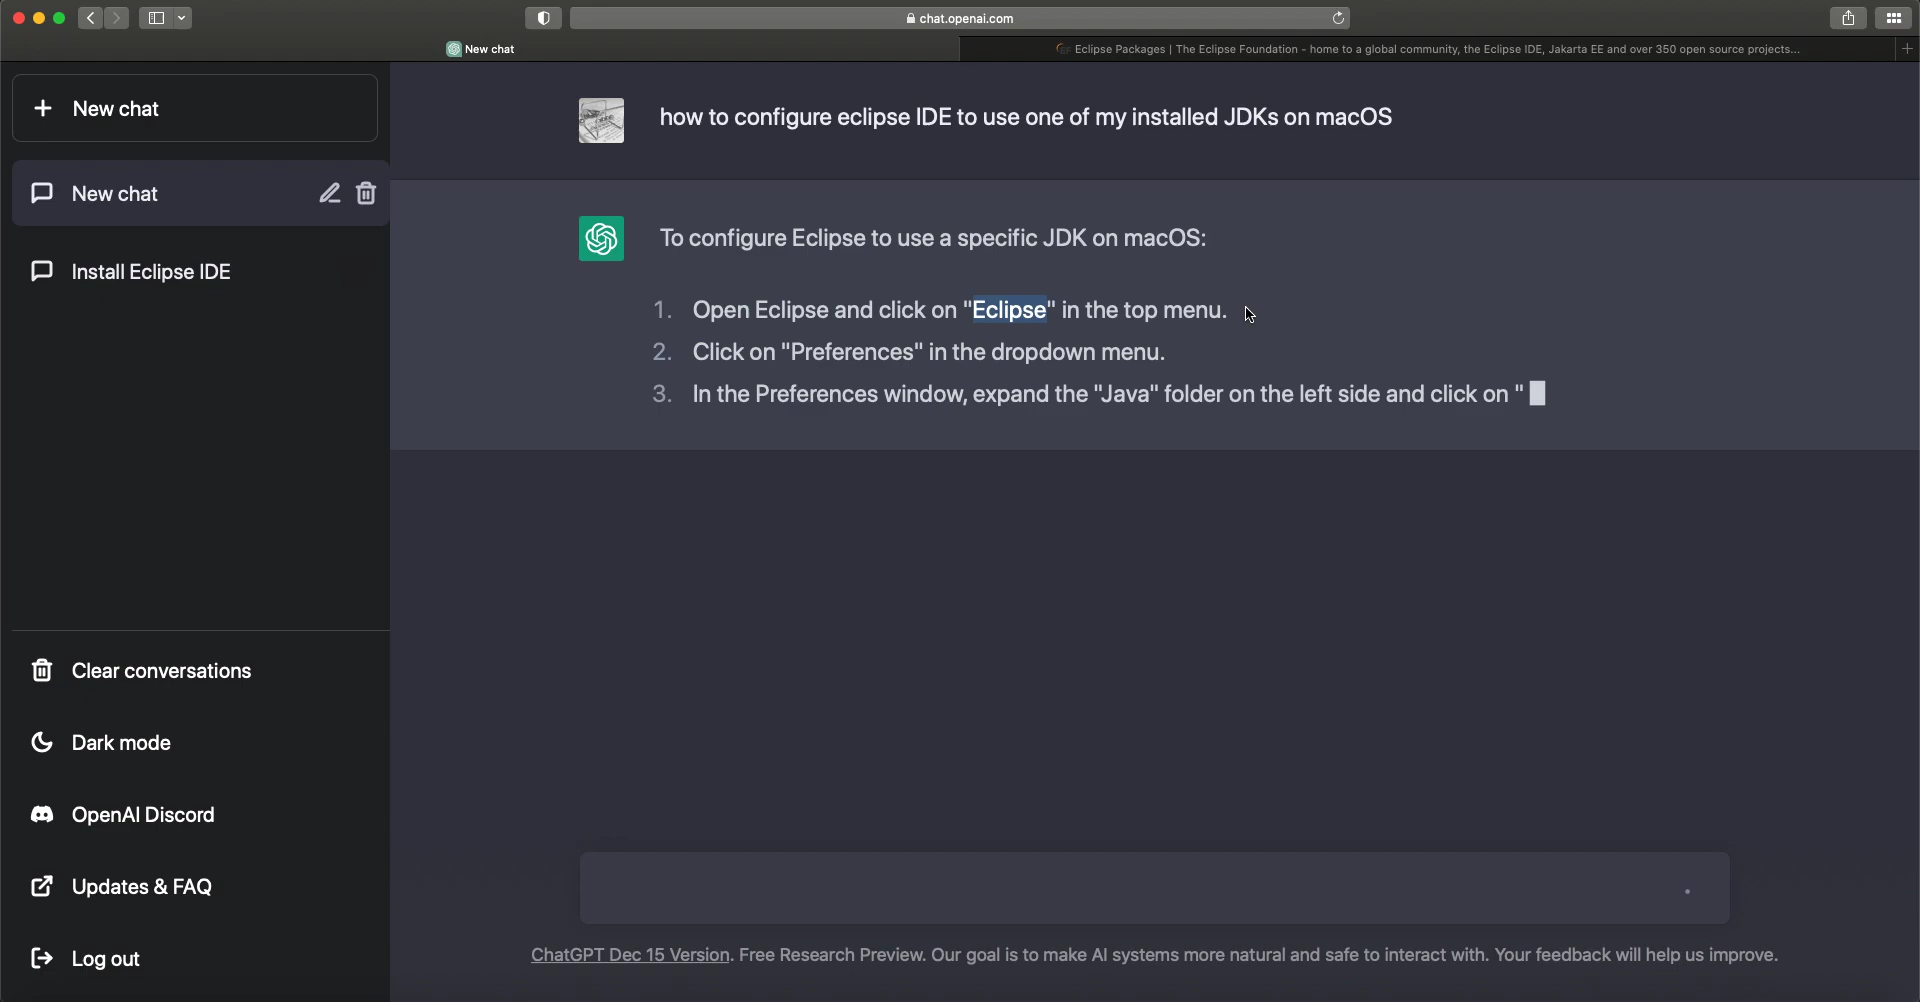 chat.openai.com
New chat
Eclipse Packages | The Eclipse Foundation - home to a global community, the Eclipse IDE, Jakarta EE and over 350 open source projects...
New chat
New chat
Install Eclipse IDE
Clear conversations
Dark mode
OpenAI Discord
Updates & FAQ
Log out
how to configure eclipse IDE to use one of my installed JDKs on macOS
To configure Eclipse to use a specific JDK on macOS:
1. Open Eclipse and click on "Eclipse" in the top menu.
2. Click on "Preferences" in the dropdown menu.
3. In the Preferences window, expand the "Java" folder on the left side and click on "
ChatGPT Dec 15 Version. Free Research Preview. Our goal is to make AI systems more natural and safe to interact with. Your feedback will help us improve.